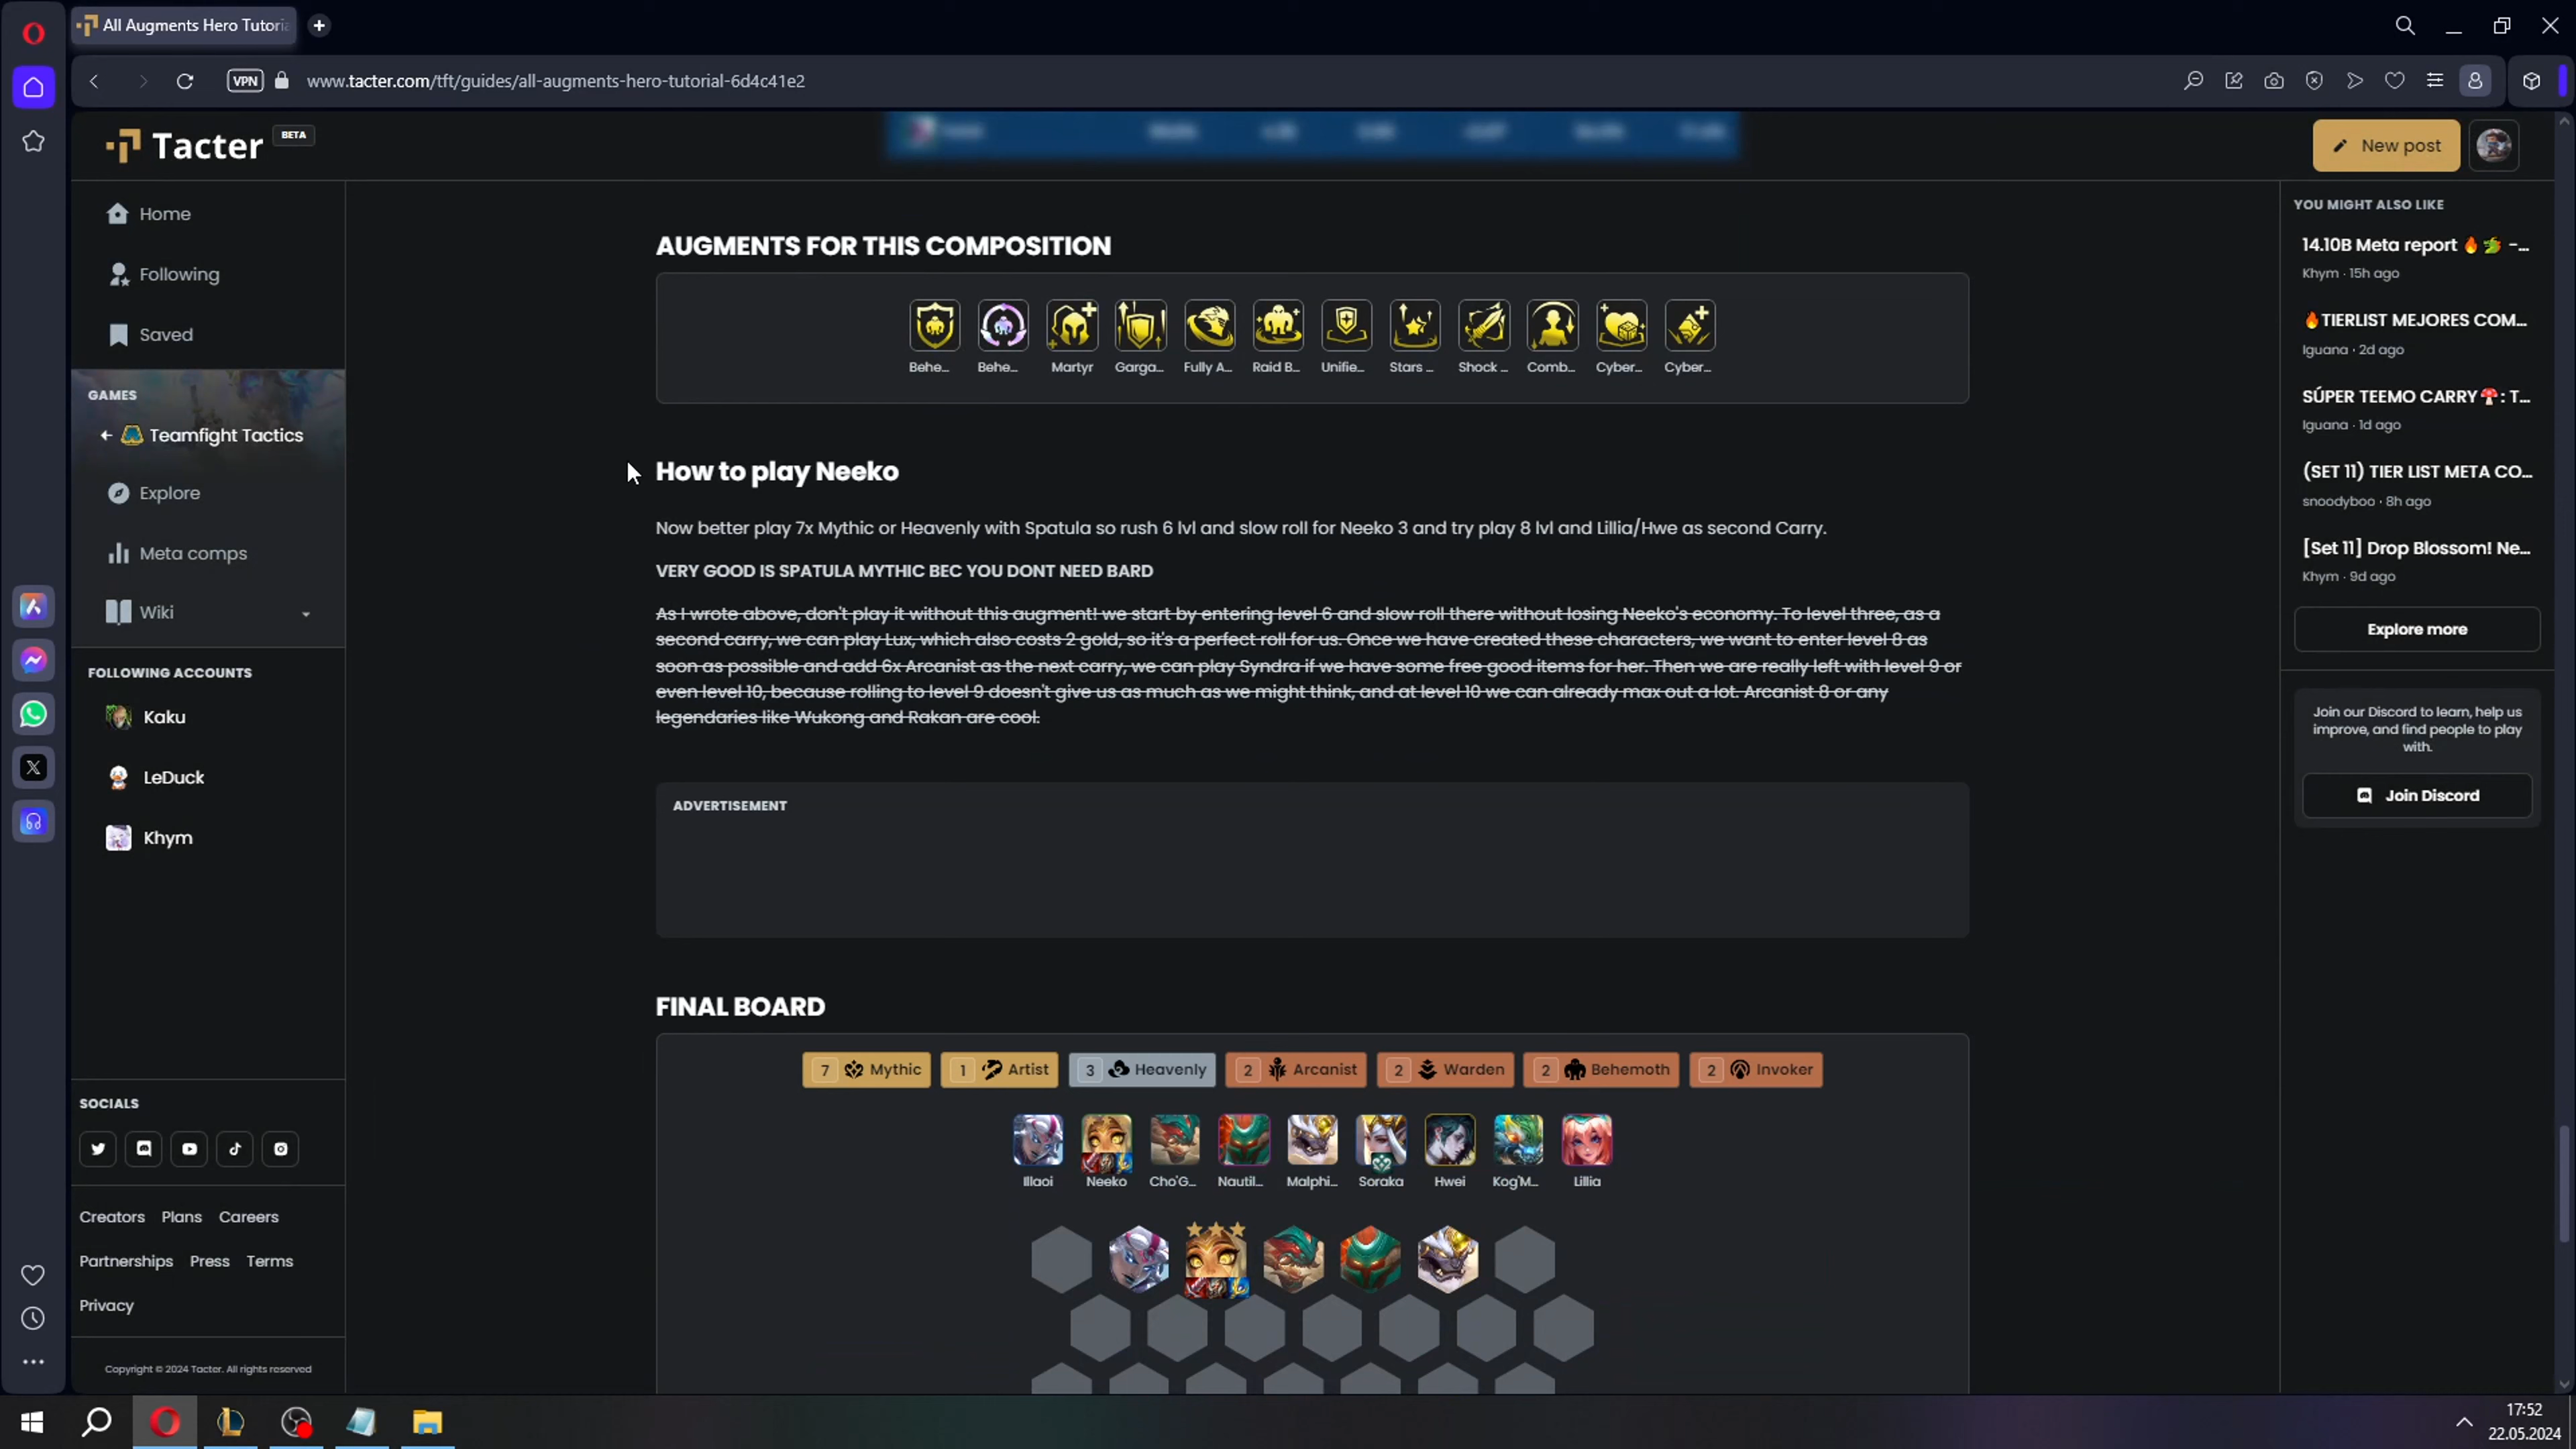 All Augments Hero Tutori
VPN
www.tacter.com/tft/guides/all-augments-hero-tutorial-6d4c41e2
Tacter
BETA
New post
Home
Following
Saved
GAMES
Teamfight Tactics
Explore
Meta comps
Wiki
FOLLOWING ACCOUNTS
Kaku
LeDuck
Khym
SOCIALS
Creators Plans Careers
Partnerships Press Terms
Privacy
Copyright © 2024 Tacter. All rights reserved
AUGMENTS FOR THIS COMPOSITION
Behe... Behe... Martyr Garga... Fully A... Raid B... Unifie... Stars ... Shock ... Comb... Cyber... Cyber...
How to play Neeko
Now better play 7x Mythic or Heavenly with Spatula so rush 6 lvl and slow roll for Neeko 3 and try play 8 lvl and Lillia/Hwe as second Carry.
VERY GOOD IS SPATULA MYTHIC BEC YOU DONT NEED BARD
As I wrote above, don't play it without this augment! we start by entering level 6 and slow roll there without losing Neeko's economy. To level three, as a
second carry, we can play Lux, which also costs 2 gold, so it's a perfect roll for us. Once we have created these characters, we want to enter level 8 as
soon as possible and add 6x Arcanist as the next carry, we can play Syndra if we have some free good items for her. Then we are really left with level 9 or
even level 10, because rolling to level 9 doesn't give us as much as we might think, and at level 10 we can already max out a lot. Arcanist 8 or any
legendaries like Wukong and Rakan are cool.
ADVERTISEMENT
FINAL BOARD
7 Mythic 1 Artist 3 Heavenly 2 Arcanist 2 Warden 2 Behemoth 2 Invoker
Illaoi Neeko Cho'G... Nautil... Malphi... Soraka Hwei Kog'M... Lillia
YOU MIGHT ALSO LIKE
14.10B Meta report 🔥🐲 -...
Khym · 15h ago
🔥TIERLIST MEJORES COM...
Iguana · 2d ago
SÚPER TEEMO CARRY🍄: T...
Iguana · 1d ago
(SET 11) TIER LIST META CO...
snoodyboo · 8h ago
[Set 11] Drop Blossom! Ne...
Khym · 9d ago
Explore more
Join our Discord to learn, help us
improve, and find people to play
with.
Join Discord
17:52
22.05.2024